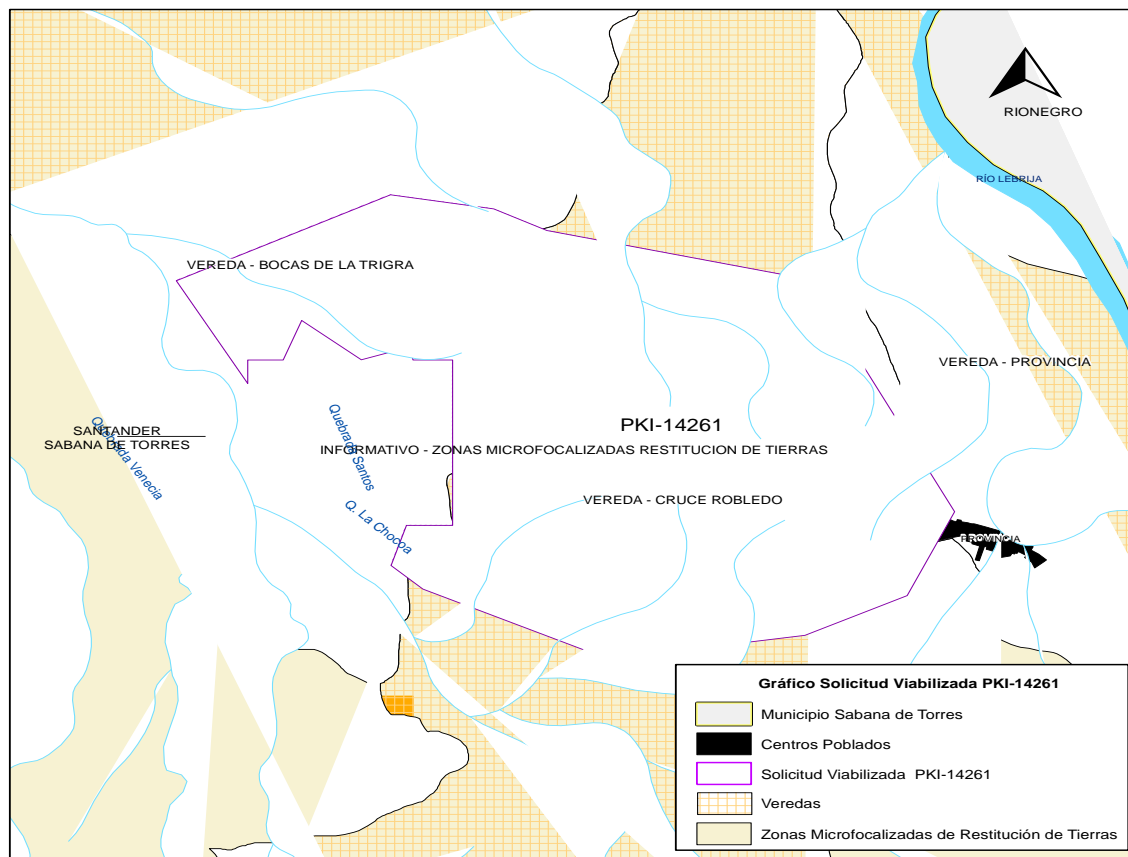 RIONEGRO
RÍO LEBRIJA
VEREDA - BOCAS DE LA TRIGRA
VEREDA - PROVINCIA
SANTANDER
SABANA DE TORRES
Quebrada Venecia
Quebrada Santos
Q. La Chocoa
PKI-14261
INFORMATIVO - ZONAS MICROFOCALIZADAS RESTITUCION DE TIERRAS
VEREDA - CRUCE ROBLEDO
PROVINCIA
Gráfico Solicitud Viabilizada PKI-14261
Municipio Sabana de Torres
Centros Poblados
Solicitud Viabilizada PKI-14261
Veredas
Zonas Microfocalizadas de Restitución de Tierras